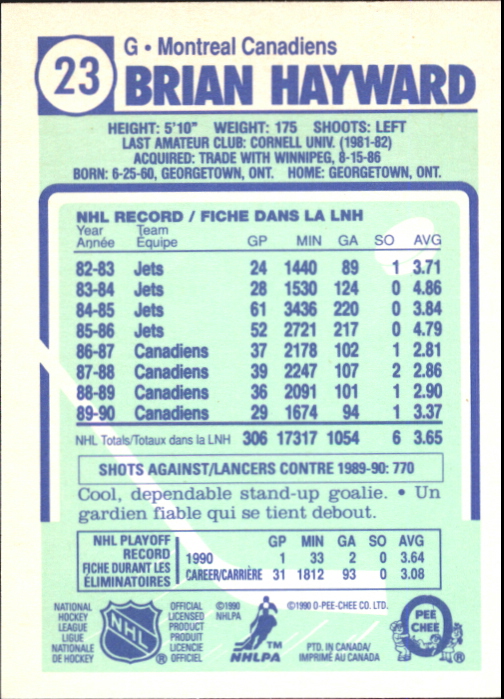 23
G • Montreal Canadiens
BRIAN HAYWARD
HEIGHT: 5'10" WEIGHT: 175 SHOOTS: LEFT
LAST AMATEUR CLUB: CORNELL UNIV. (1981-82)
ACQUIRED: TRADE WITH WINNIPEG, 8-15-86
BORN: 6-25-60, GEORGETOWN, ONT. HOME: GEORGETOWN, ONT.
NHL RECORD / FICHE DANS LA LNH
Year Team
Année Équipe GP MIN GA SO AVG
82-83 Jets 24 1440 89 1 3.71
83-84 Jets 28 1530 124 0 4.86
84-85 Jets 61 3436 220 0 3.84
85-86 Jets 52 2721 217 0 4.79
86-87 Canadiens 37 2178 102 1 2.81
87-88 Canadiens 39 2247 107 2 2.86
88-89 Canadiens 36 2091 101 1 2.90
89-90 Canadiens 29 1674 94 1 3.37
NHL Totals/Totaux dans la LNH 306 17317 1054 6 3.65
SHOTS AGAINST/LANCERS CONTRE 1989-90: 770
Cool, dependable stand-up goalie. • Un
gardien fiable qui se tient debout.
NHL PLAYOFF
RECORD
FICHE DURANT LES
ÉLIMINATOIRES
GP MIN GA SO AVG
1990 1 33 2 0 3.64
CAREER/CARRIÈRE 31 1812 93 0 3.08
NATIONAL
HOCKEY
LEAGUE
LIGUE
NATIONALE
DE HOCKEY
NHL
®
OFFICIAL
LICENSED
PRODUCT
PRODUIT
LICENCIE
OFFICIEL
©1990
NHLPA
TM
NHLPA
©1990 O-PEE-CHEE CO. LTD.
PTD. IN CANADA/
IMPRIMÉ AU CANADA
PEE
CHEE
®